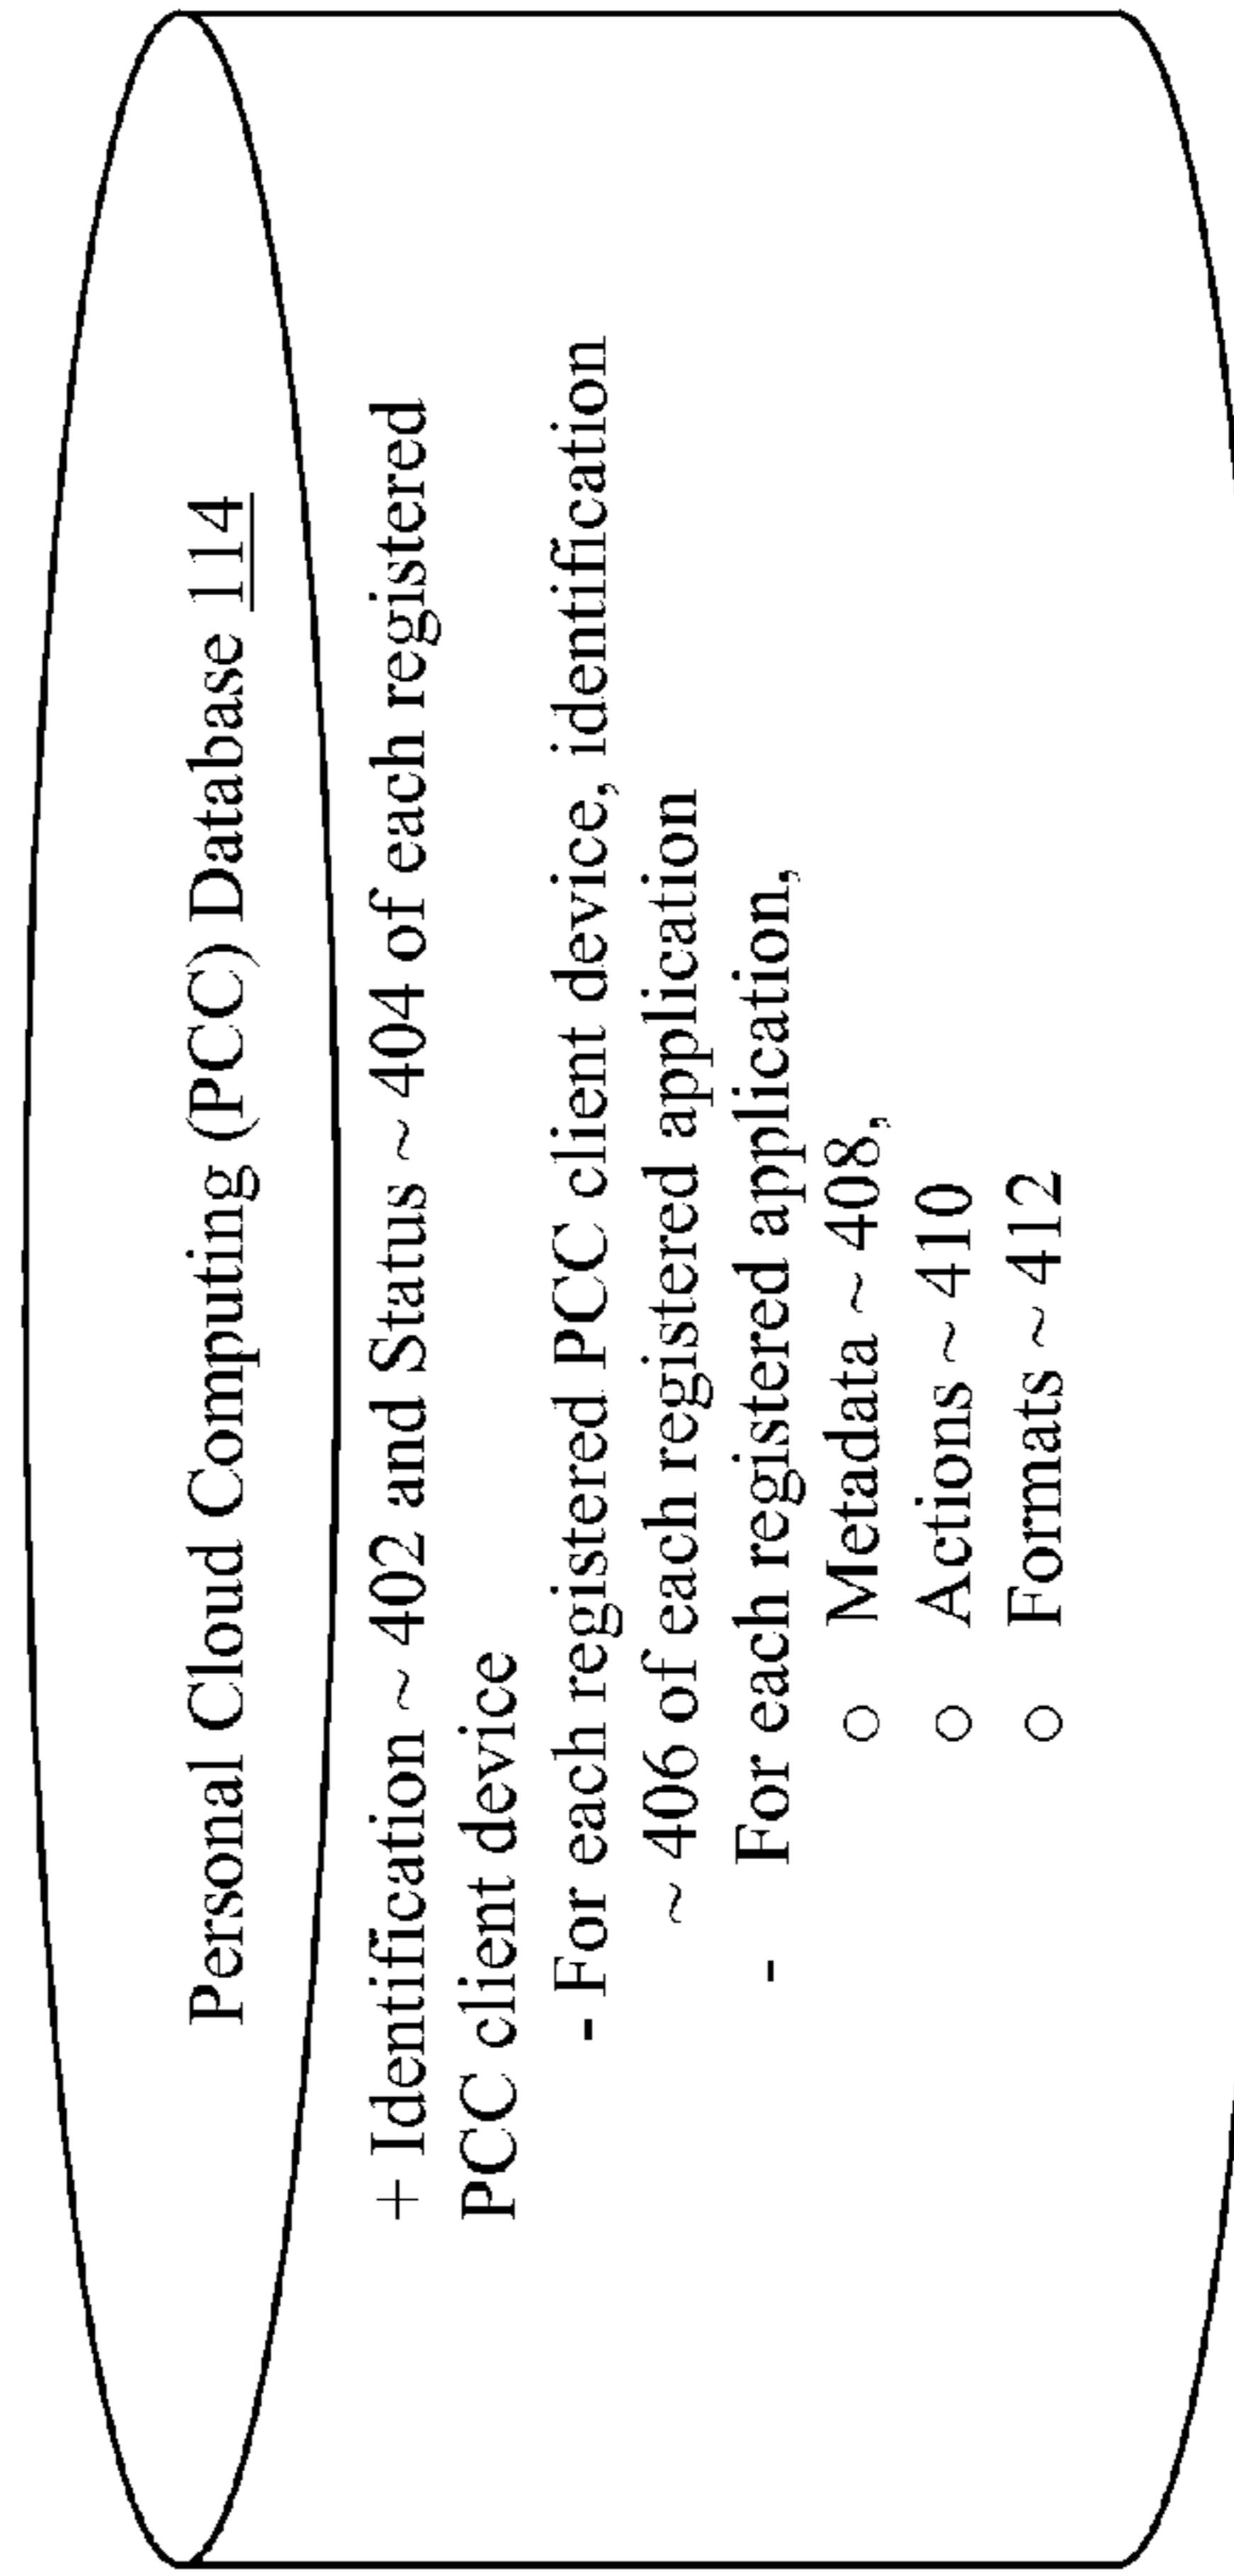 Personal Cloud Computing (PCC) Database 114
+ Identification ~ 402 and Status ~ 404 of each registered
PCC client device
- For each registered PCC client device, identification
~ 406 of each registered application
- For each registered application,
○ Metadata ~ 408,
○ Actions ~ 410
○ Formats ~ 412